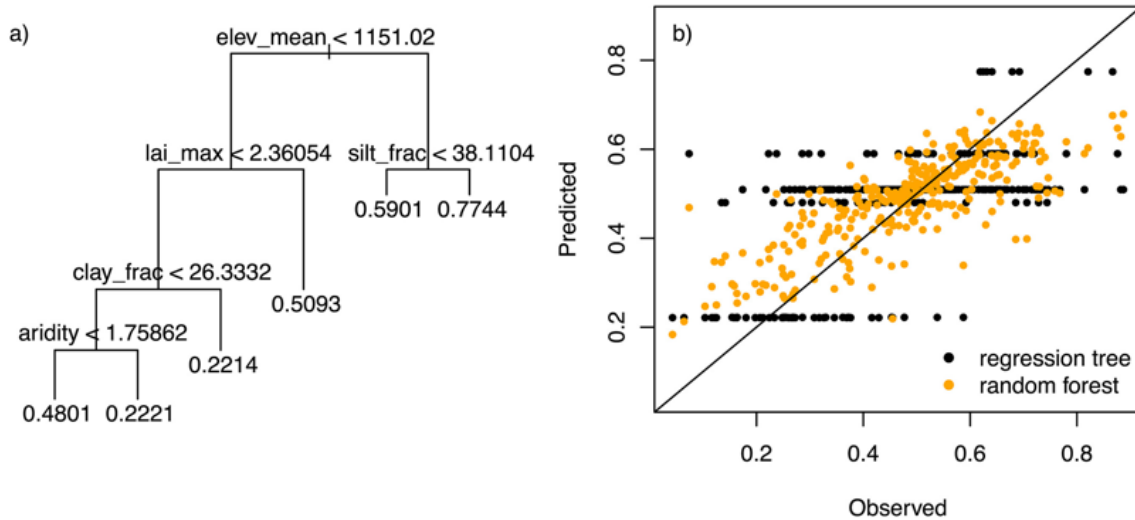 a)
elev_mean < 1151.02
lai_max < 2.36054
silt_frac < 38.1104
0.5901
0.7744
clay_frac < 26.3332
0.5093
aridity < 1.75862
0.2214
0.4801
0.2221
b)
Predicted
0.8
0.6
0.4
0.2
regression tree
random forest
0.2
0.4
0.6
0.8
Observed